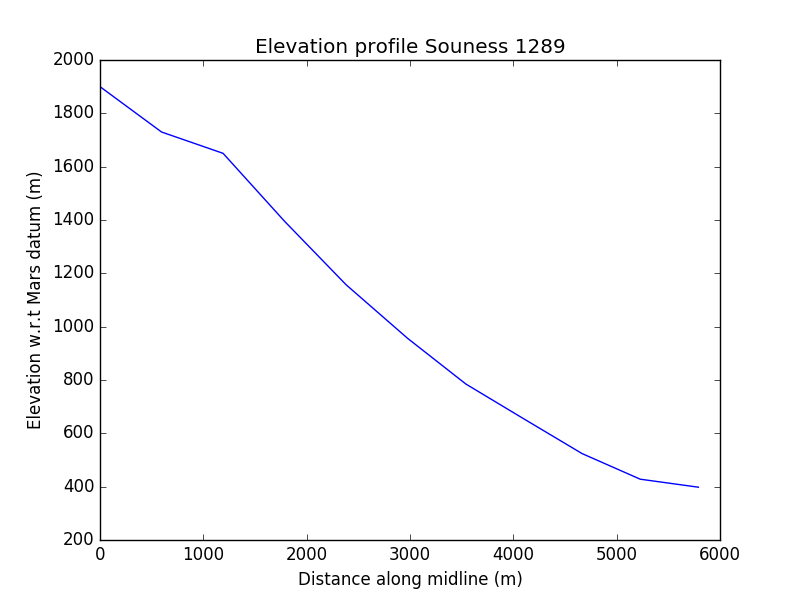 Elevation profile Souness 1289
Elevation w.r.t Mars datum (m)
2000
1800
1600
1400
1200
1000
800
600
400
200
0 1000 2000 3000 4000 5000 6000
Distance along midline (m)